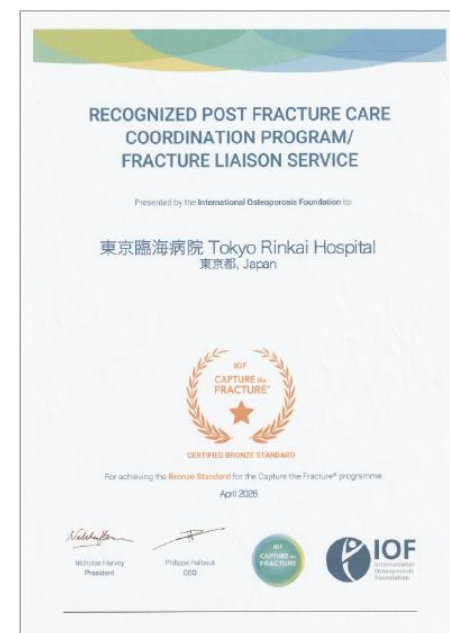 RECOGNIZED POST FRACTURE CARE
COORDINATION PROGRAM/
FRACTURE LIAISON SERVICE
Presented by the International Osteoporosis Foundation to:
東京臨海病院 Tokyo Rinkai Hospital
東京都, Japan
IOF
CAPTURE the
FRACTURE®
CERTIFIED BRONZE STANDARD
For achieving the Bronze Standard for the Capture the Fracture® programme.
April 2026
Nicholas Harvey
President
Philippe Halbout
CEO
IOF
CAPTURE the
FRACTURE
IOF
International
Osteoporosis
Foundation